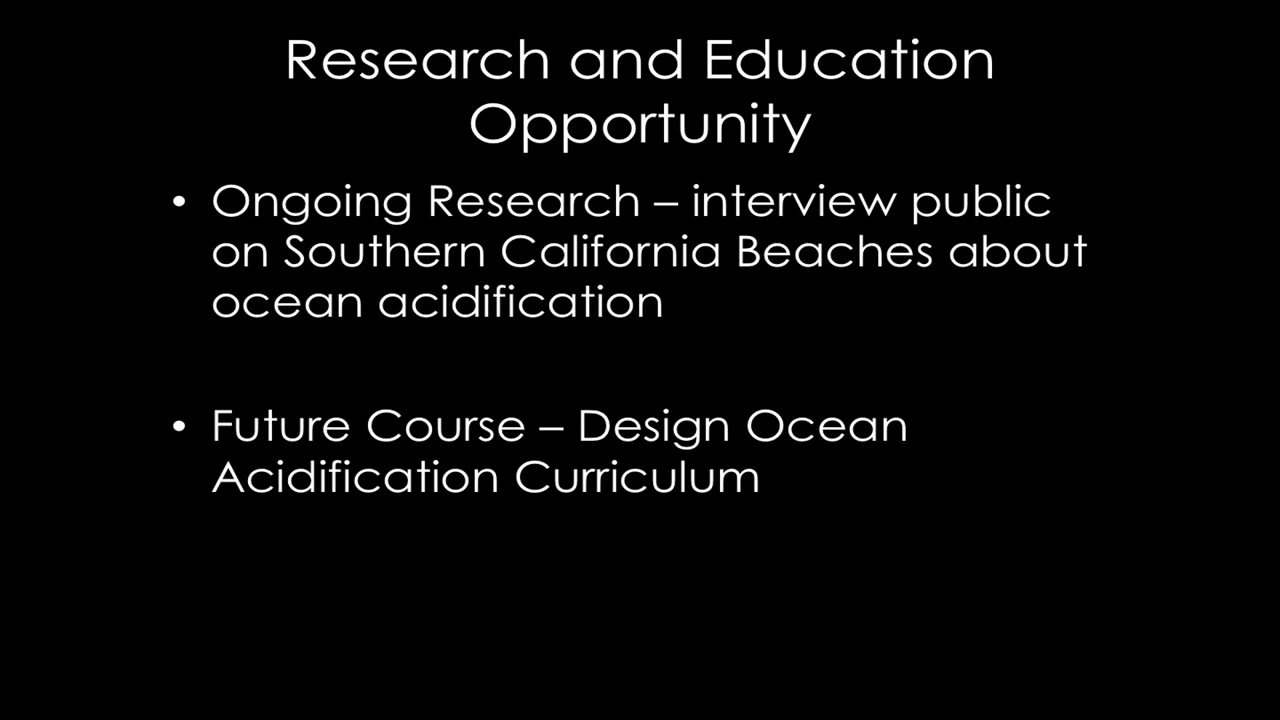 Research and Education
Opportunity
• Ongoing Research – interview public
on Southern California Beaches about
ocean acidification
• Future Course – Design Ocean
Acidification Curriculum